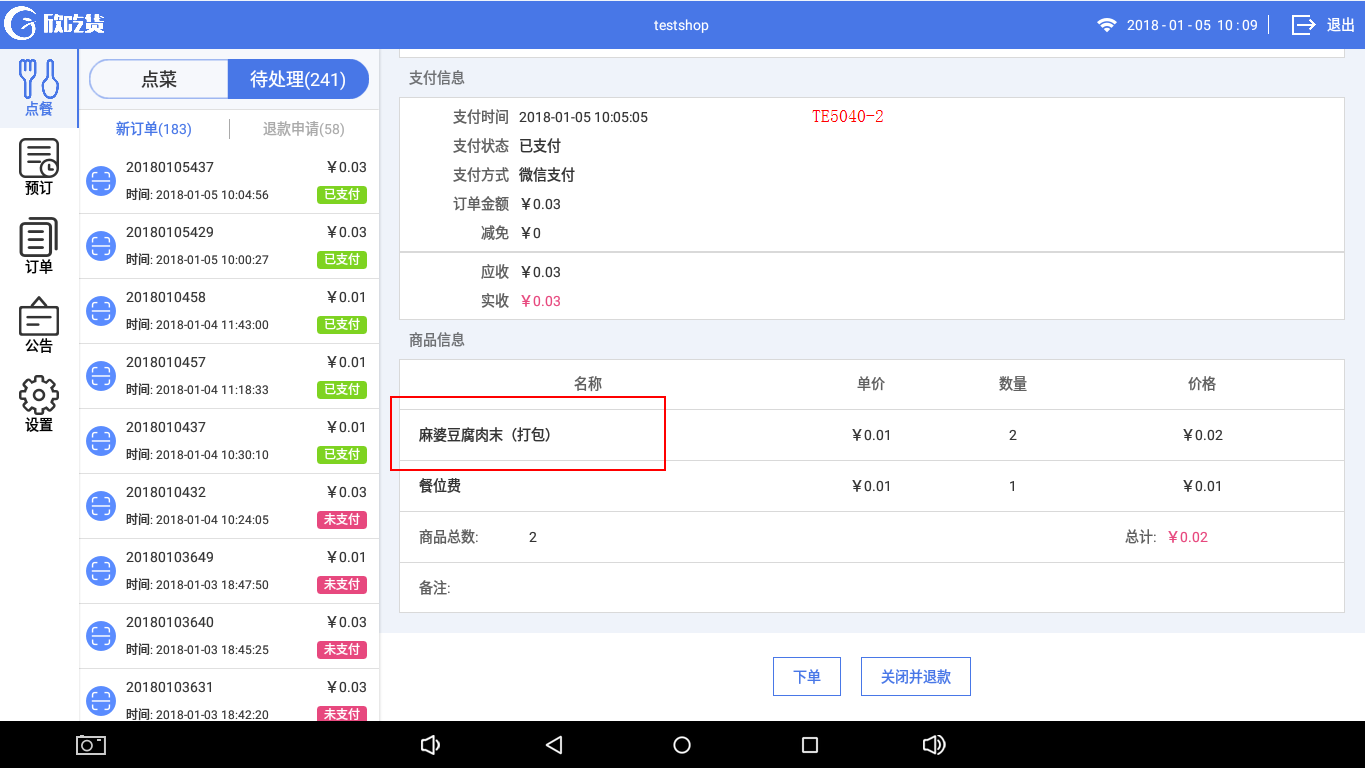 欣吃货
testshop
2018-01-05 10:09
退出
点餐
预订
订单
公告
设置
点菜
待处理(241)
新订单(183)
退款申请(58)
20180105437 ￥0.03
时间: 2018-01-05 10:04:56 已支付
20180105429 ￥0.03
时间: 2018-01-05 10:00:27 已支付
2018010458 ￥0.01
时间: 2018-01-04 11:43:00 已支付
2018010457 ￥0.01
时间: 2018-01-04 11:18:33 已支付
2018010437 ￥0.01
时间: 2018-01-04 10:30:10 已支付
2018010432 ￥0.03
时间: 2018-01-04 10:24:05 未支付
20180103649 ￥0.01
时间: 2018-01-03 18:47:50 未支付
20180103640 ￥0.03
时间: 2018-01-03 18:45:25 未支付
20180103631 ￥0.03
时间: 2018-01-03 18:42:20 未支付
支付信息
支付时间 2018-01-05 10:05:05 TE5040-2
支付状态 已支付
支付方式 微信支付
订单金额 ￥0.03
减免 ￥0
应收 ￥0.03
实收 ￥0.03
商品信息
名称 单价 数量 价格
麻婆豆腐肉末（打包） ￥0.01 2 ￥0.02
餐位费 ￥0.01 1 ￥0.01
商品总数: 2 总计: ￥0.02
备注:
下单
关闭并退款